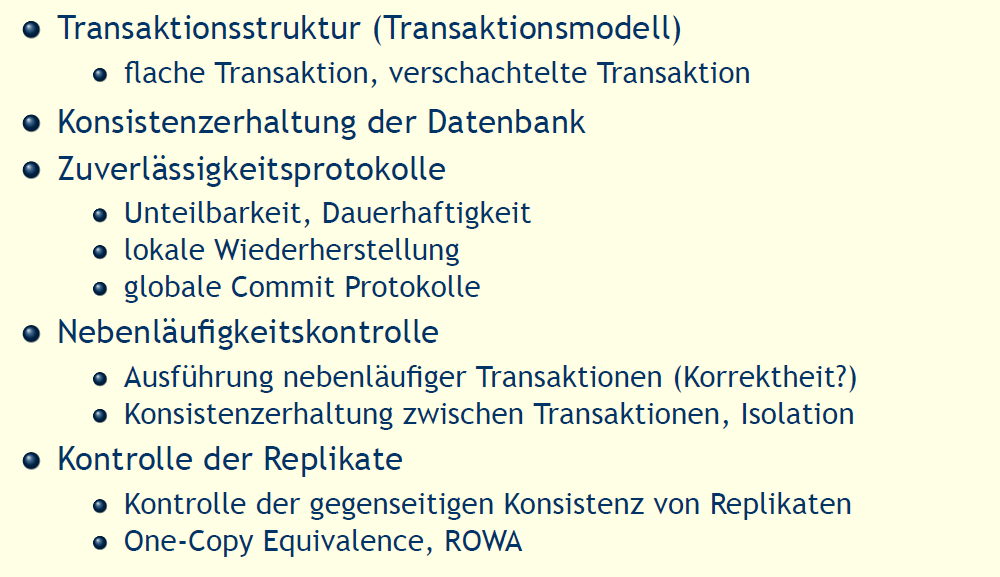 Transaktionsstruktur (Transaktionsmodell)
flache Transaktion, verschachtelte Transaktion
Konsistenzerhaltung der Datenbank
Zuverlässigkeitsprotokolle
Unteilbarkeit, Dauerhaftigkeit
lokale Wiederherstellung
globale Commit Protokolle
Nebenläufigkeitskontrolle
Ausführung nebenläufiger Transaktionen (Korrektheit?)
Konsistenzerhaltung zwischen Transaktionen, Isolation
Kontrolle der Replikate
Kontrolle der gegenseitigen Konsistenz von Replikaten
One-Copy Equivalence, ROWA